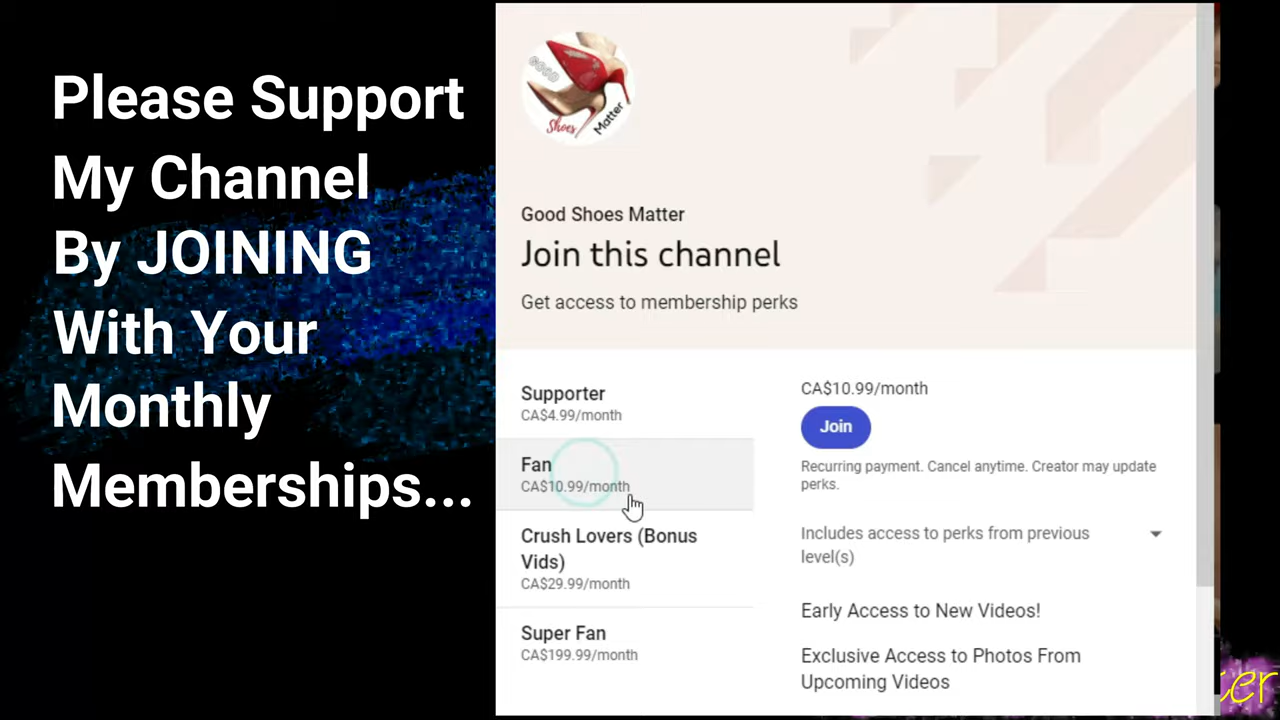 Please Support
My Channel
By JOINING
With Your
Monthly
Memberships...
GOOD
Shoes
Matter
Good Shoes Matter
Join this channel
Get access to membership perks
Supporter
CA$4.99/month
Fan
CA$10.99/month
Crush Lovers (Bonus
Vids)
CA$29.99/month
Super Fan
CA$199.99/month
CA$10.99/month
Join
Recurring payment. Cancel anytime. Creator may update
perks.
Includes access to perks from previous
level(s)
Early Access to New Videos!
Exclusive Access to Photos From
Upcoming Videos